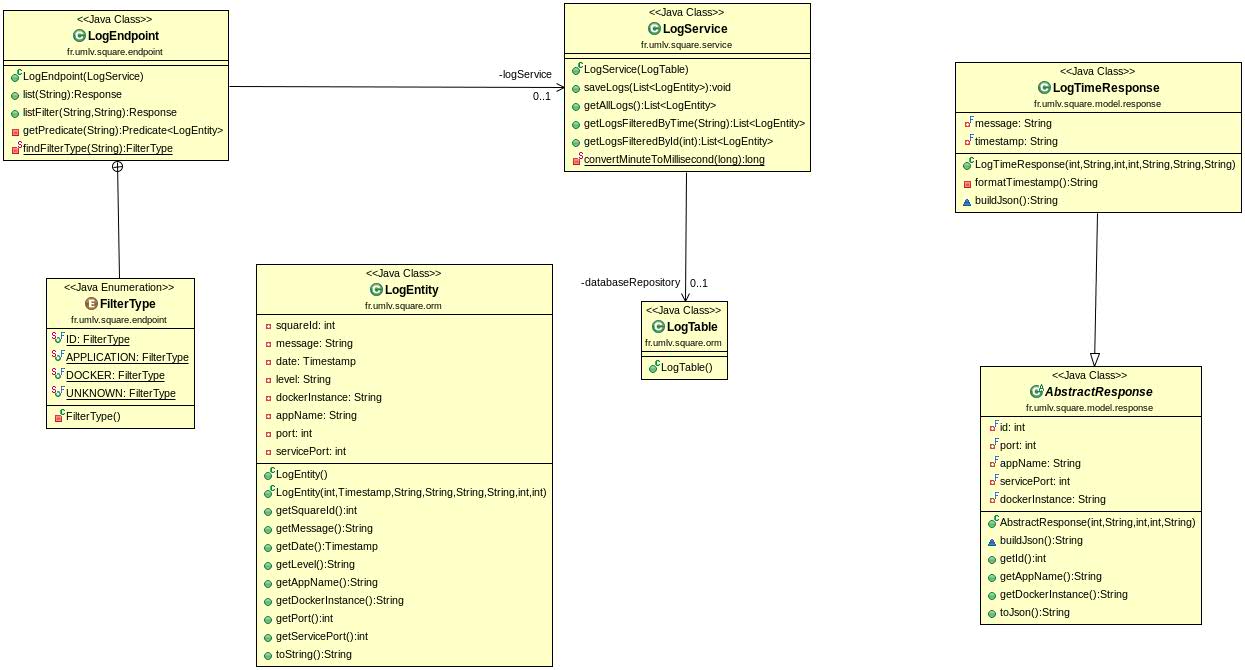 <<Java Class>>
LogEndpoint
fr.umlv.square.endpoint
LogEndpoint(LogService)
list(String):Response
listFilter(String,String):Response
getPredicate(String):Predicate<LogEntity>
findFilterType(String):FilterType
-logService
0..1
<<Java Class>>
LogService
fr.umlv.square.service
LogService(LogTable)
saveLogs(List<LogEntity>):void
getAllLogs():List<LogEntity>
getLogsFilteredByTime(String):List<LogEntity>
getLogsFilteredById(int):List<LogEntity>
convertMinuteToMillisecond(long):long
<<Java Class>>
LogTimeResponse
fr.umlv.square.model.response
message: String
timestamp: String
LogTimeResponse(int,String,int,int,String,String,String)
formatTimestamp():String
buildJson():String
<<Java Enumeration>>
FilterType
fr.umlv.square.endpoint
ID: FilterType
APPLICATION: FilterType
DOCKER: FilterType
UNKNOWN: FilterType
FilterType()
<<Java Class>>
LogEntity
fr.umlv.square.orm
squareId: int
message: String
date: Timestamp
level: String
dockerInstance: String
appName: String
port: int
servicePort: int
LogEntity()
LogEntity(int,Timestamp,String,String,String,String,int,int)
getSquareId():int
getMessage():String
getDate():Timestamp
getLevel():String
getAppName():String
getDockerInstance():String
getPort():int
getServicePort():int
toString():String
-databaseRepository
0..1
<<Java Class>>
LogTable
fr.umlv.square.orm
LogTable()
<<Java Class>>
AbstractResponse
fr.umlv.square.model.response
id: int
port: int
appName: String
servicePort: int
dockerInstance: String
AbstractResponse(int,String,int,int,String)
buildJson():String
getId():int
getAppName():String
getDockerInstance():String
toJson():String